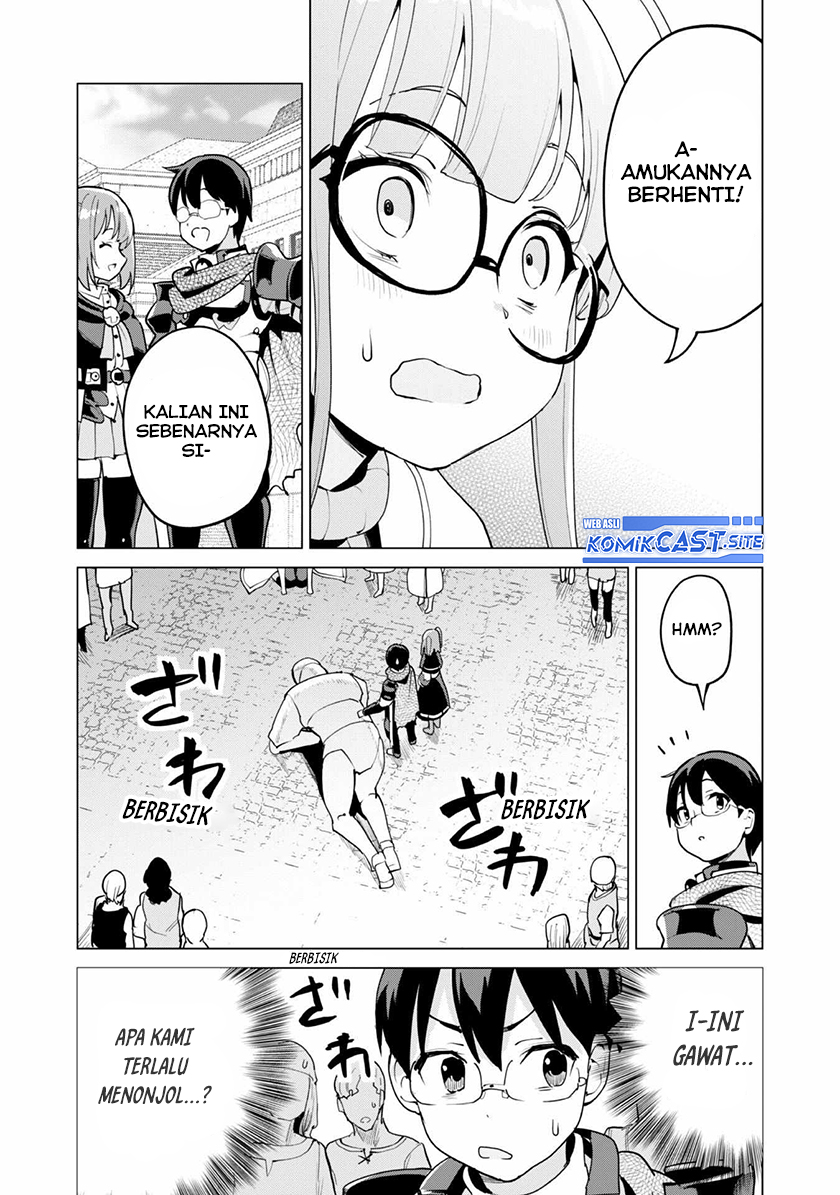 A-
AMUKANNYA
BERHENTI!
KALIAN INI
SEBENARNYA
SI-
WEB ASLI
KOMIKCAST.SITE
HMM?
ざわ
BERBISIK
ざわ
BERBISIK
BERBISIK
ざわ
I-INI
GAWAT...
APA KAMI
TERLALU
MENONJOL...?